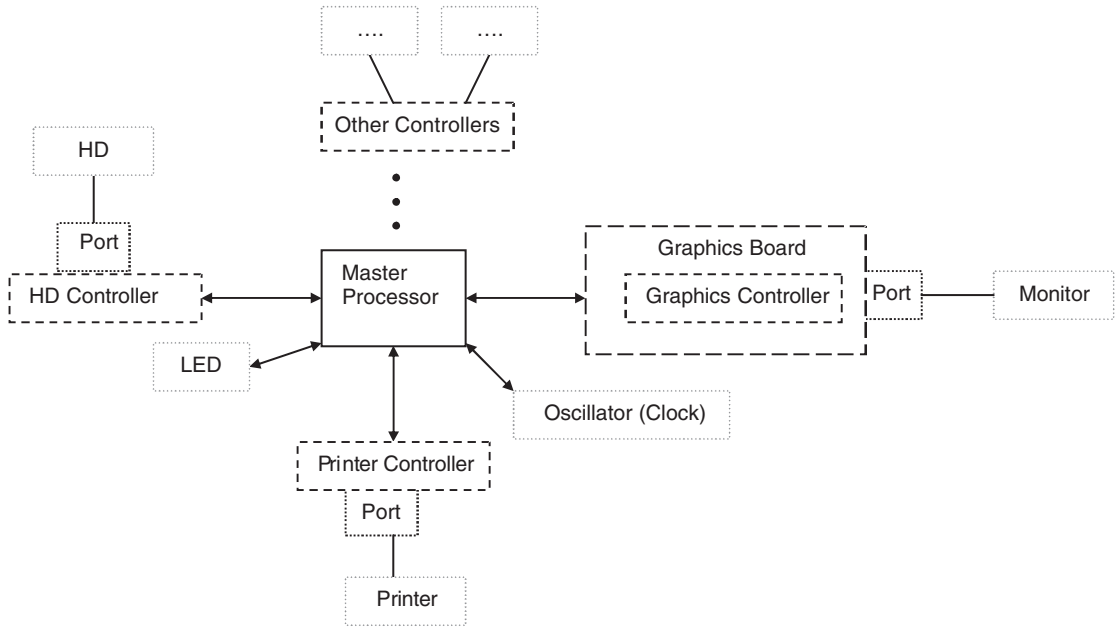 ....
....
Other Controllers
HD
Port
HD Controller
Master
Processor
Graphics Board
Graphics Controller
Port
Monitor
LED
Oscillator (Clock)
Printer Controller
Port
Printer